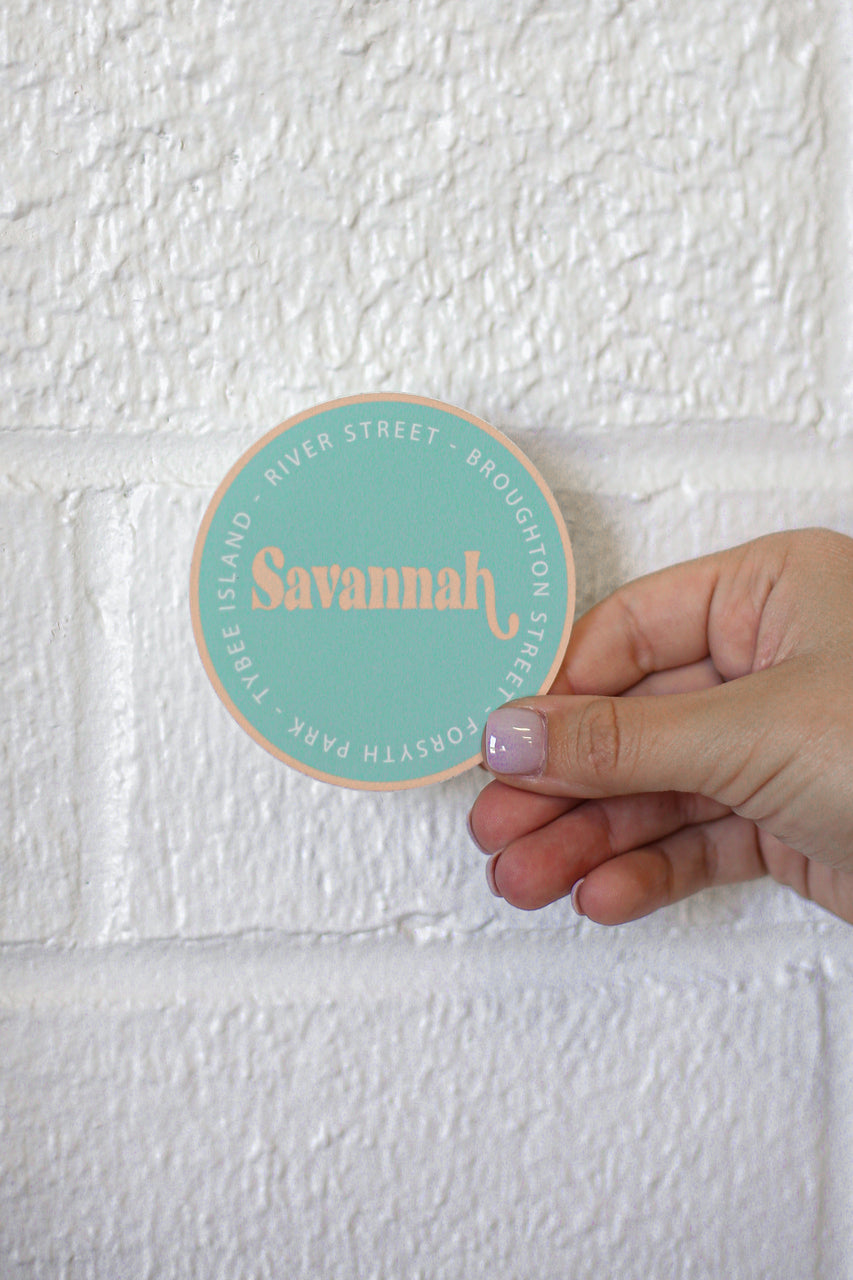 RIVER STREET - BROUGHTON STREET - FORSYTH PARK - TYBEE ISLAND -
Savannah